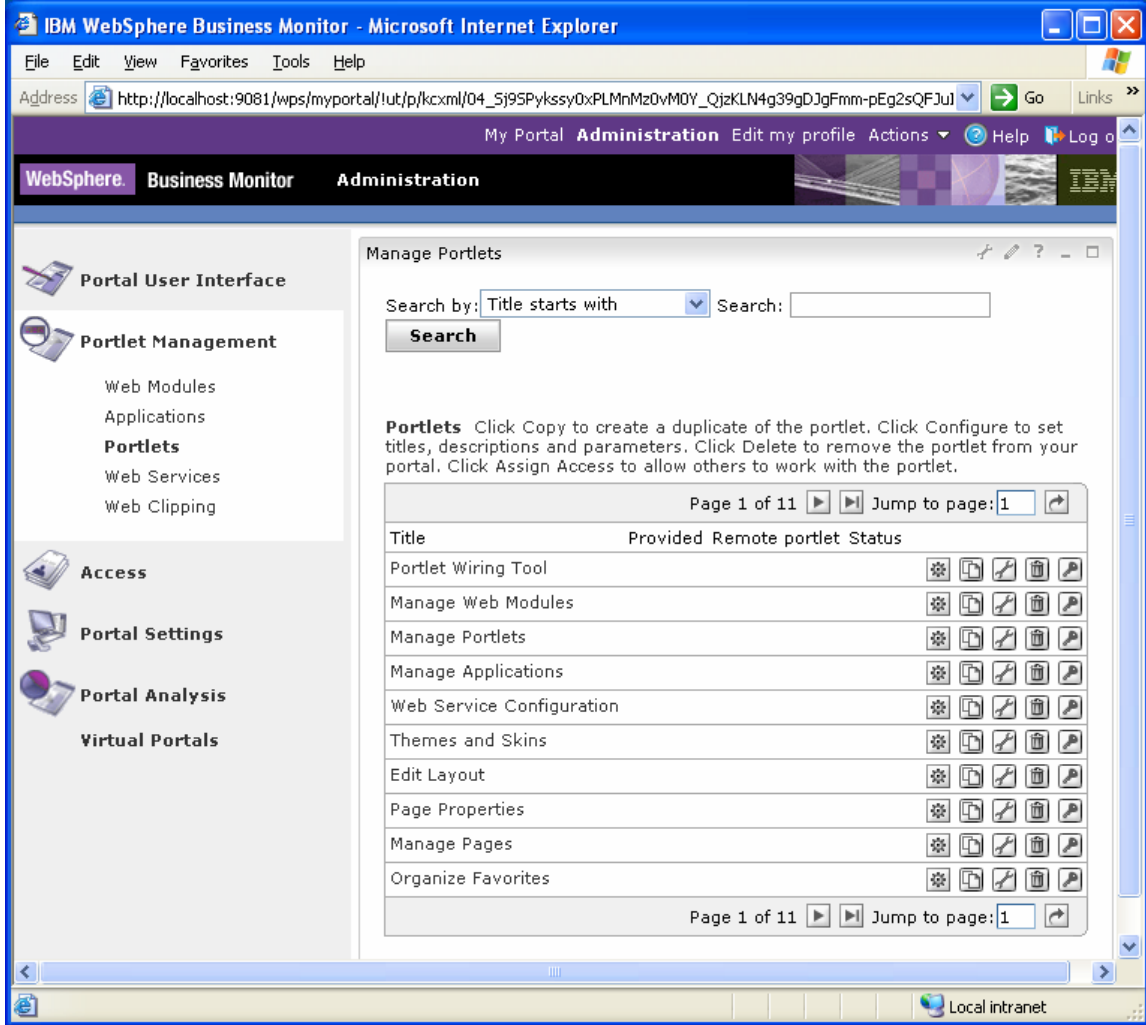 IBM WebSphere Business Monitor - Microsoft Internet Explorer
File Edit View Favorites Tools Help
Address http://localhost:9081/wps/myportal/!ut/p/kcxml/ Go Links »
My Portal Administration Edit my profile Actions Help Log o
WebSphere. Business Monitor Administration IBM
Portal User Interface
Portlet Management
Web Modules
Applications
Portlets
Web Services
Web Clipping
Access
Portal Settings
Portal Analysis
Virtual Portals
Manage Portlets
Search by: Title starts with Search:
Search
Portlets Click Copy to create a duplicate of the portlet. Click Configure to set
titles, descriptions and parameters. Click Delete to remove the portlet from your
portal. Click Assign Access to allow others to work with the portlet.
Page 1 of 11 Jump to page: 1
Title Provided Remote portlet Status
Portlet Wiring Tool
Manage Web Modules
Manage Portlets
Manage Applications
Web Service Configuration
Themes and Skins
Edit Layout
Page Properties
Manage Pages
Organize Favorites
Page 1 of 11 Jump to page: 1
Local intranet